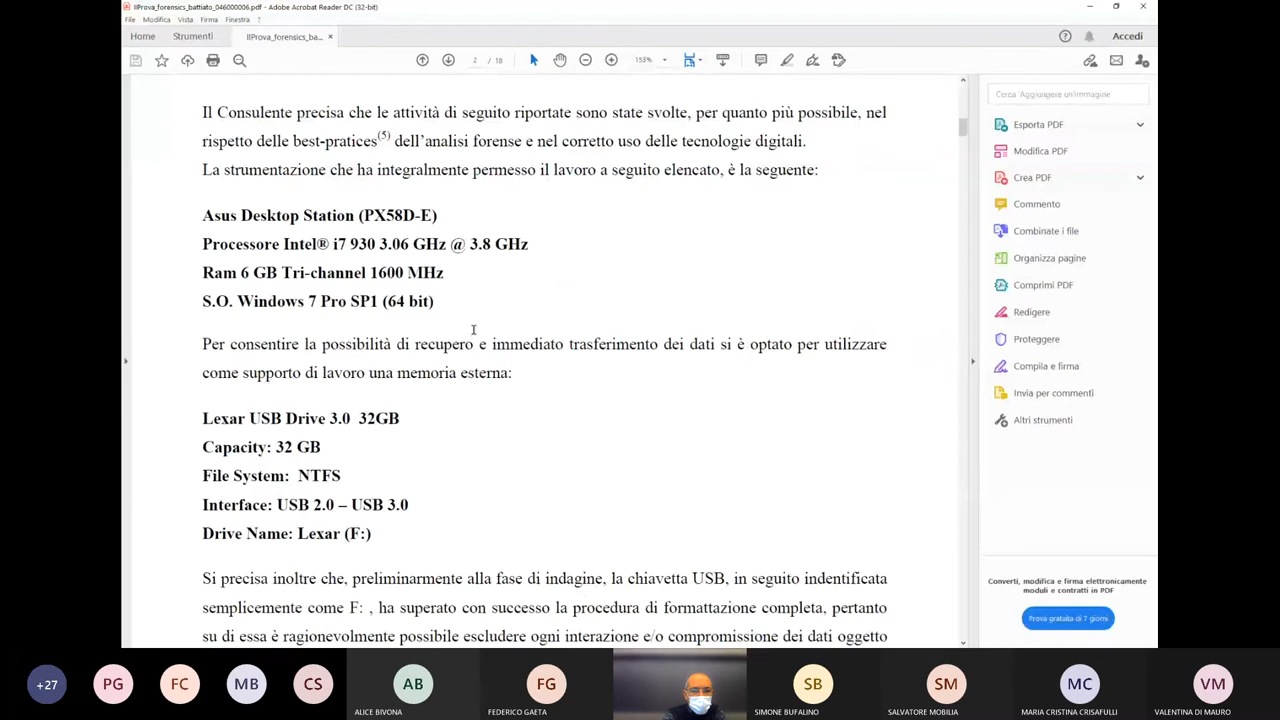 IIProva_forensics_battiato_046000006.pdf - Adobe Acrobat Reader DC (32-bit)
File Modifica Vista Firma Finestra ?
Home Strumenti IIProva_forensics_ba... ×
Accedi
2 / 18 153%
Il Consulente precisa che le attività di seguito riportate sono state svolte, per quanto più possibile, nel
rispetto delle best-pratices(5) dell'analisi forense e nel corretto uso delle tecnologie digitali.
La strumentazione che ha integralmente permesso il lavoro a seguito elencato, è la seguente:
Asus Desktop Station (PX58D-E)
Processore Intel® i7 930 3.06 GHz @ 3.8 GHz
Ram 6 GB Tri-channel 1600 MHz
S.O. Windows 7 Pro SP1 (64 bit)
Per consentire la possibilità di recupero e immediato trasferimento dei dati si è optato per utilizzare
come supporto di lavoro una memoria esterna:
Lexar USB Drive 3.0 32GB
Capacity: 32 GB
File System: NTFS
Interface: USB 2.0 – USB 3.0
Drive Name: Lexar (F:)
Si precisa inoltre che, preliminarmente alla fase di indagine, la chiavetta USB, in seguito indentificata
semplicemente come F: , ha superato con successo la procedura di formattazione completa, pertanto
su di essa è ragionevolmente possibile escludere ogni interazione e/o compromissione dei dati oggetto
Cerca 'Aggiungere un'immagine'
Esporta PDF
Modifica PDF
Crea PDF
Commento
Combinate i file
Organizza pagine
Comprimi PDF
Redigere
Proteggere
Compila e firma
Invia per commenti
Altri strumenti
Converti, modifica e firma elettronicamente
moduli e contratti in PDF
Prova gratuita di 7 giorni
+27 PG FC MB CS AB FG SB SM MC VM
ALICE BIVONA FEDERICO GAETA SIMONE BUFALINO SALVATORE MOBILIA MARIA CRISTINA CRISAFULLI VALENTINA DI MAURO